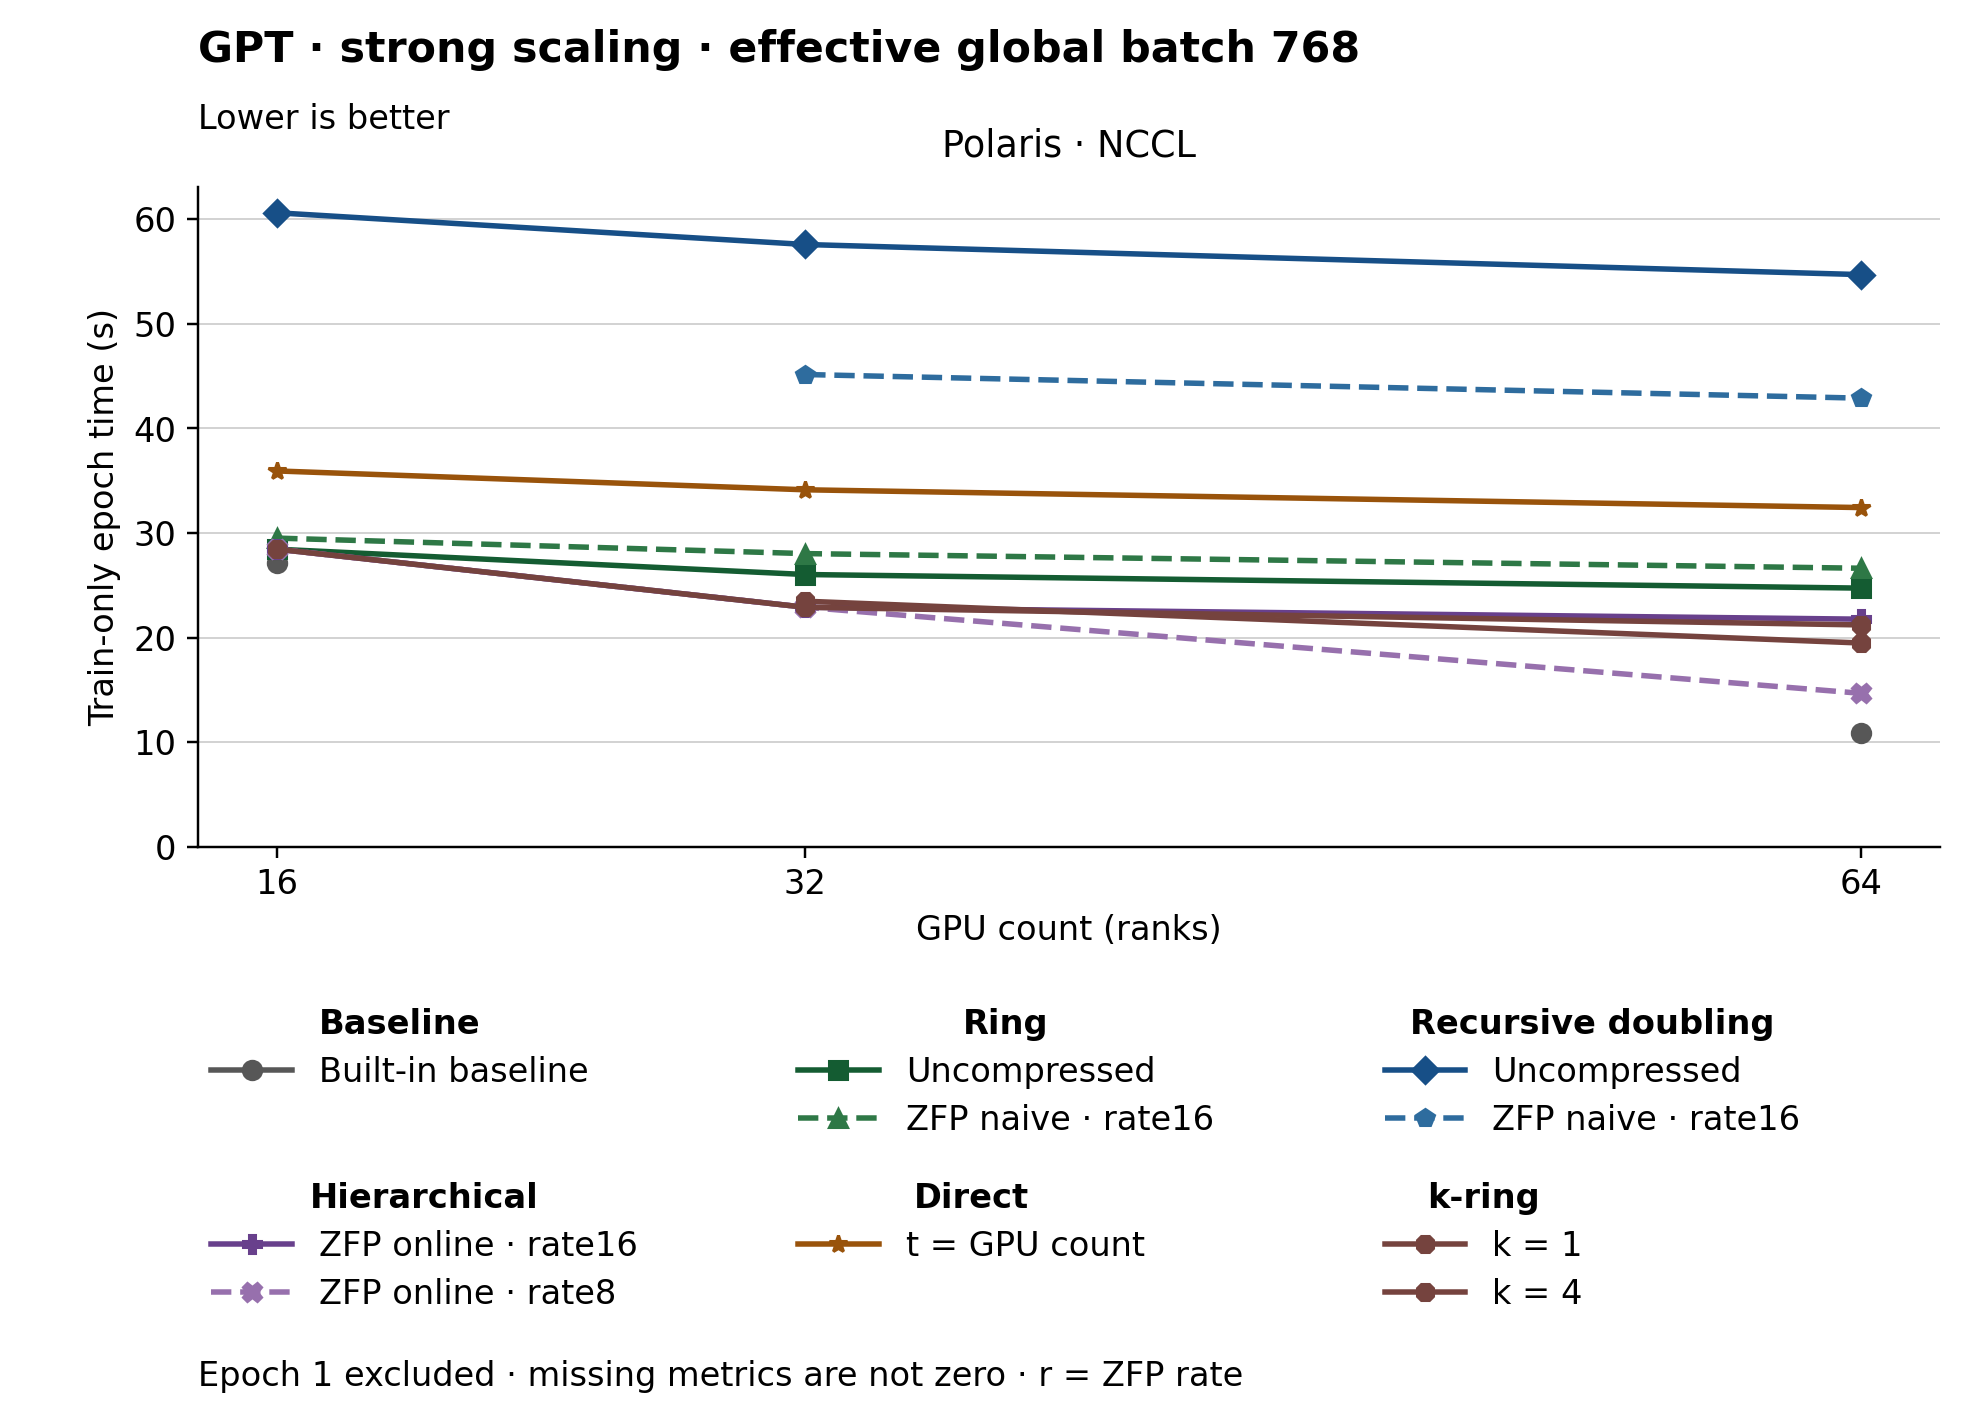 GPT · strong scaling · effective global batch 768
Lower is better
Polaris · NCCL
Train-only epoch time (s)
60
50
40
30
20
10
0
16 32 64
GPU count (ranks)
Baseline
Built-in baseline
Ring
Uncompressed
ZFP naive · rate16
Recursive doubling
Uncompressed
ZFP naive · rate16
Hierarchical
ZFP online · rate16
ZFP online · rate8
Direct
t = GPU count
k-ring
k = 1
k = 4
Epoch 1 excluded · missing metrics are not zero · r = ZFP rate